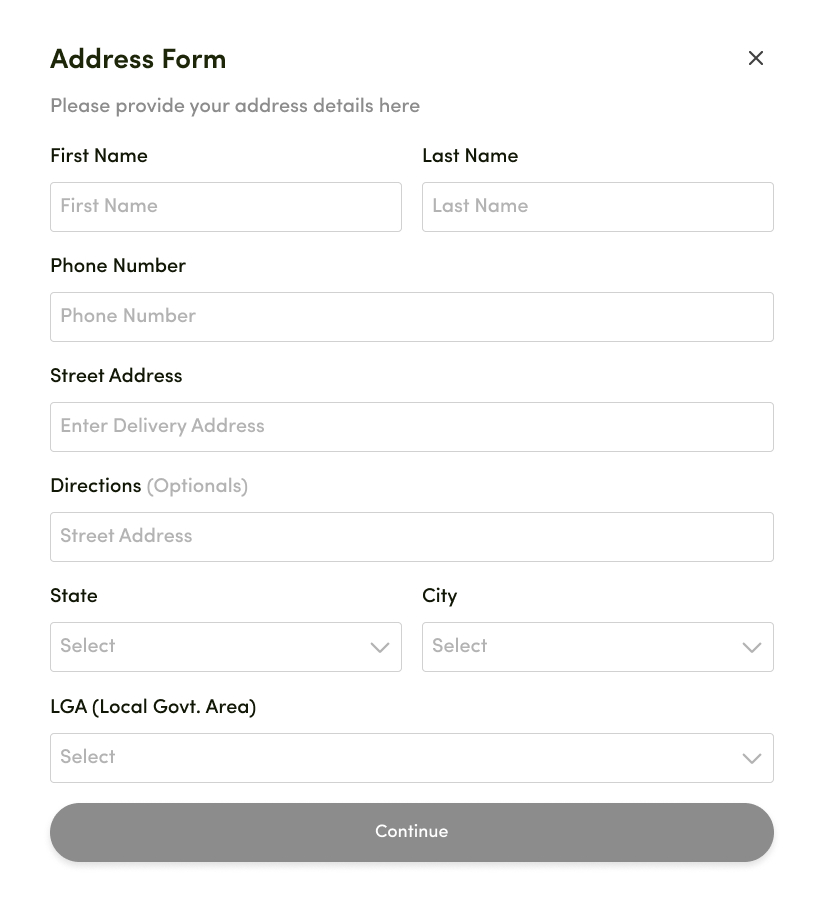 Address Form
Please provide your address details here
First Name
Last Name
First Name
Last Name
Phone Number
Phone Number
Street Address
Enter Delivery Address
Directions (Optionals)
Street Address
State
City
Select
Select
LGA (Local Govt. Area)
Select
Continue